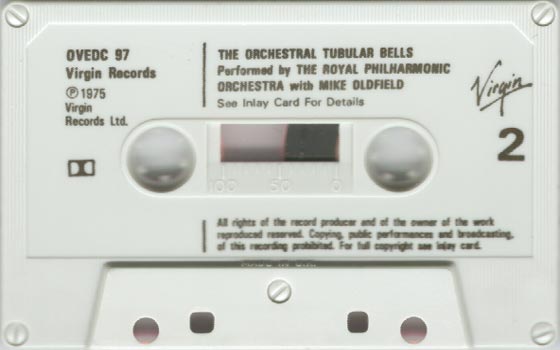 OVEDC 97
Virgin Records
Ⓟ1975
Virgin
Records Ltd.
THE ORCHESTRAL TUBULAR BELLS
Performed by THE ROYAL PHILHARMONIC
ORCHESTRA with MIKE OLDFIELD
See Inlay Card For Details
Virgin
2
100 50 0
All rights of the record producer and of the owner of the work
reproduced reserved. Copying, public performances and broadcasting,
of this recording prohibited. For full copyright see inlay card.
MADE IN